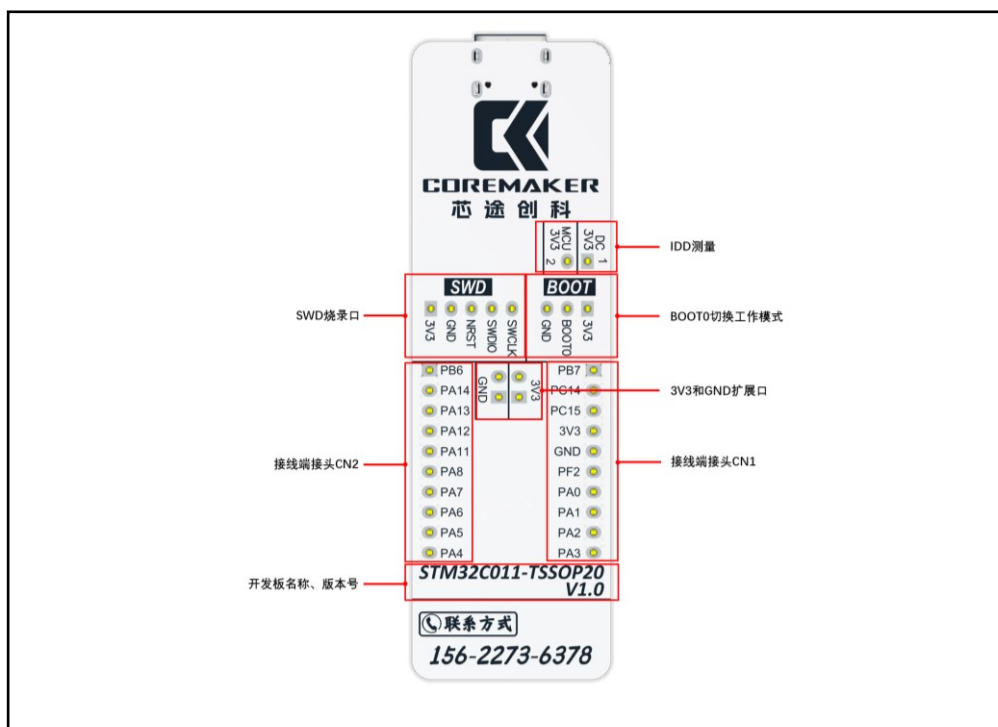 COREMAKER
芯途创科
MCU 3V3 2
DC 3V3 1
IDD测量
SWD
BOOT
SWD烧录口
3V3 GND NRST SWDIO SWCLK
GND BOOT0 3V3
BOOT0切换工作模式
PB6
PA14
PA13
PA12
PA11
PA8
PA7
PA6
PA5
PA4
接线端接头CN2
GND
3V3
3V3和GND扩展口
PB7
PC14
PC15
3V3
GND
PF2
PA0
PA1
PA2
PA3
接线端接头CN1
开发板名称、版本号
STM32C011-TSSOP20
V1.0
联系方式
156-2273-6378